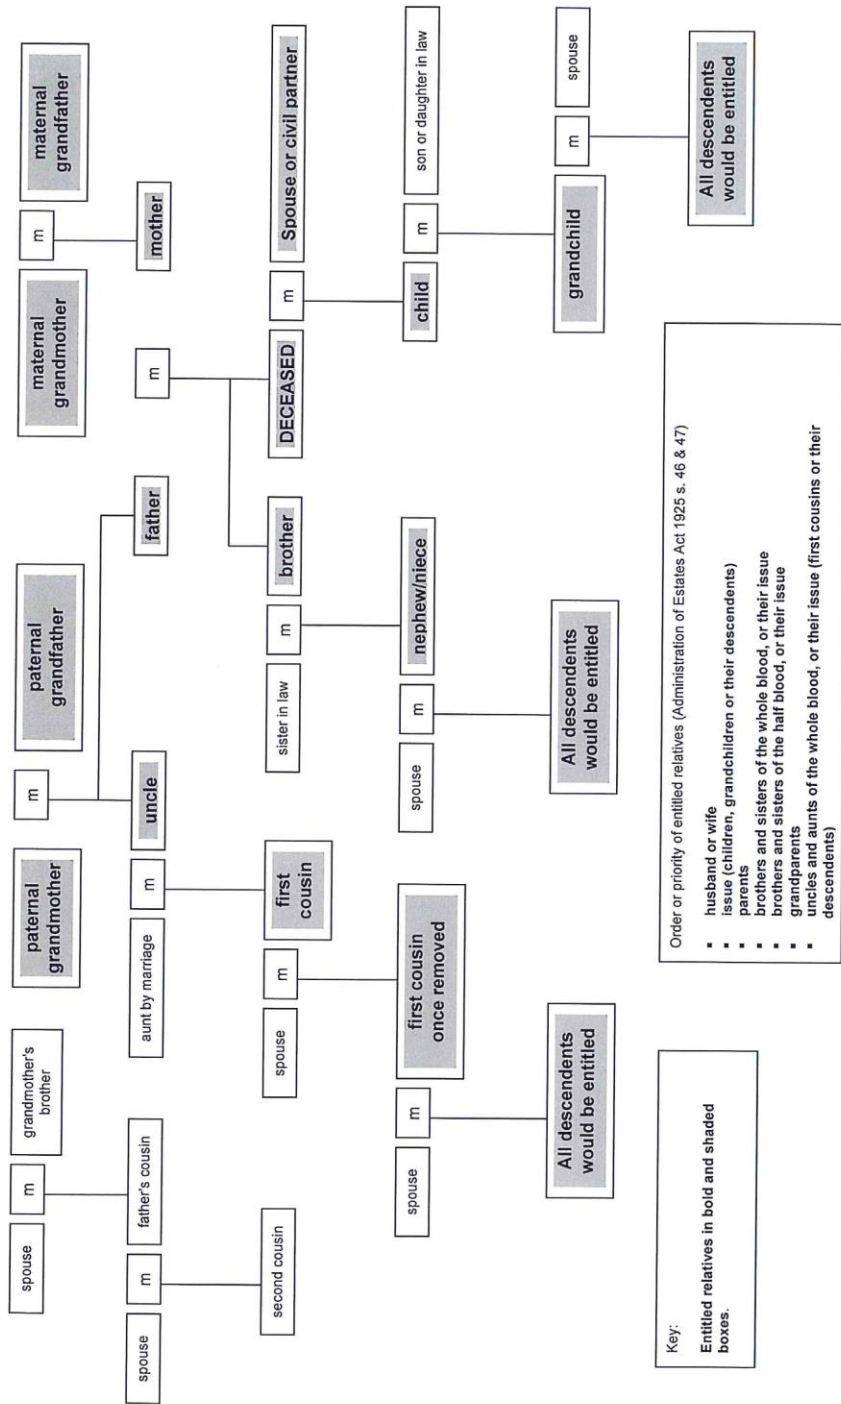 spouse
m
grandmother's
brother
paternal
grandmother
m
paternal
grandfather
maternal
grandmother
m
maternal
grandfather
spouse
m
father's cousin
aunt by marriage
m
uncle
father
m
mother
second cousin
spouse
m
first
cousin
sister in law
m
brother
DECEASED
m
Spouse or civil partner
spouse
m
first cousin
once removed
spouse
m
nephew/niece
child
m
son or daughter in law
All descendents
would be entitled
All descendents
would be entitled
grandchild
m
spouse
All descendents
would be entitled
Key:
Entitled relatives in bold and shaded
boxes.
Order or priority of entitled relatives (Administration of Estates Act 1925 s. 46 & 47)
▪ husband or wife
▪ issue (children, grandchildren or their descendents)
▪ parents
▪ brothers and sisters of the whole blood, or their issue
▪ brothers and sisters of the half blood, or their issue
▪ grandparents
▪ uncles and aunts of the whole blood, or their issue (first cousins or their
descendents)